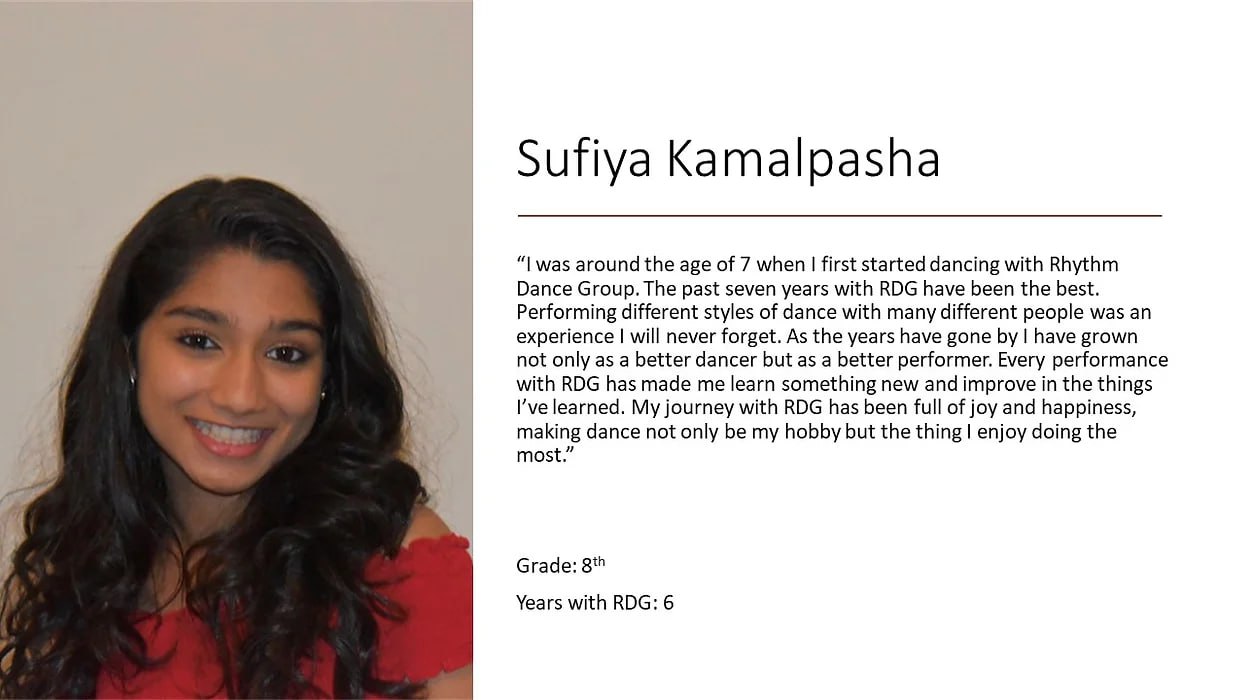 Sufiya Kamalpasha
“I was around the age of 7 when I first started dancing with Rhythm
Dance Group. The past seven years with RDG have been the best.
Performing different styles of dance with many different people was an
experience I will never forget. As the years have gone by I have grown
not only as a better dancer but as a better performer. Every performance
with RDG has made me learn something new and improve in the things
I’ve learned. My journey with RDG has been full of joy and happiness,
making dance not only be my hobby but the thing I enjoy doing the
most.”
Grade: 8th
Years with RDG: 6